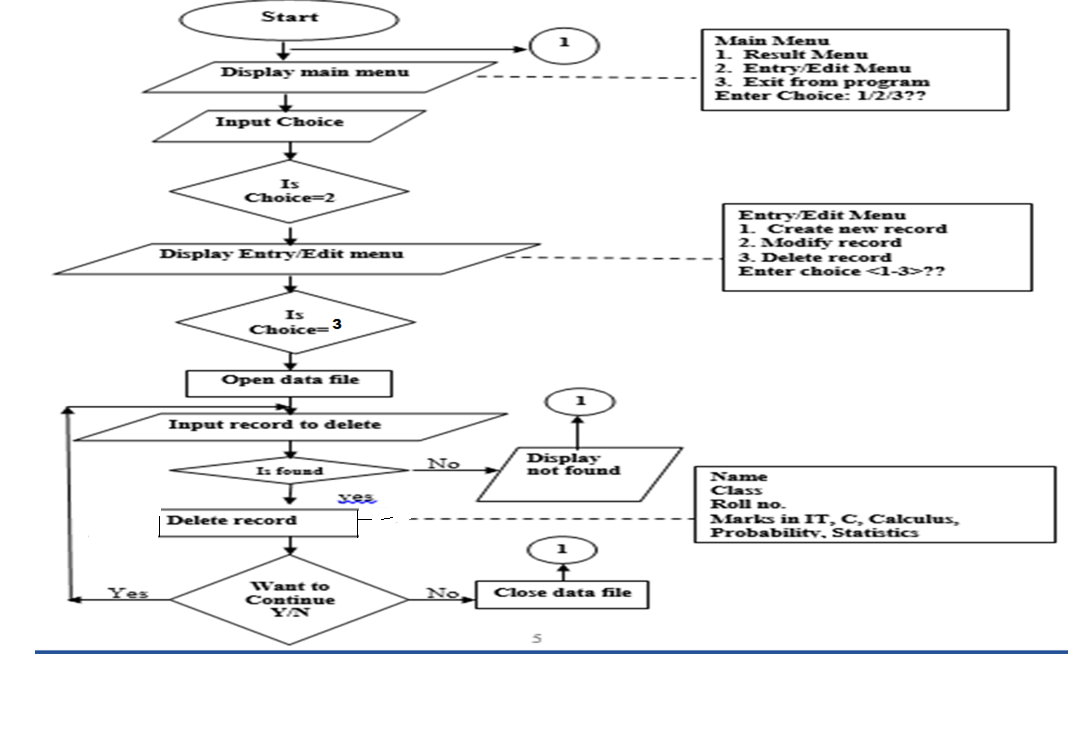 Start
1
Display main menu
Main Menu
1. Result Menu
2. Entry/Edit Menu
3. Exit from program
Enter Choice: 1/2/3??
Input Choice
Is
Choice=2
Display Entry/Edit menu
Entry/Edit Menu
1. Create new record
2. Modify record
3. Delete record
Enter choice <1-3>??
Is
Choice= 3
Open data file
1
Input record to delete
Is found
No
Display
not found
yes
Delete record
Name
Class
Roll no.
Marks in IT, C, Calculus,
Probability, Statistics
1
Want to
Continue
Y/N
Yes
No
Close data file
5